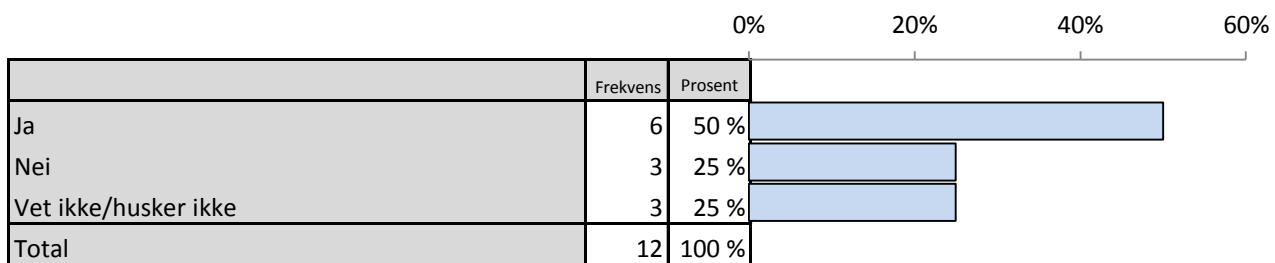 0% 20% 40% 60%
Frekvens Prosent
Ja 6 50 %
Nei 3 25 %
Vet ikke/husker ikke 3 25 %
Total 12 100 %